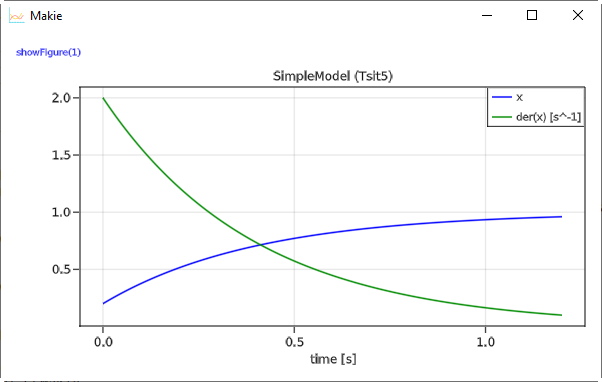 Makie
showFigure(1)
SimpleModel (Tsit5)
x
der(x) [s^-1]
2.0
1.5
1.0
0.5
0.0 0.5 1.0
time [s]